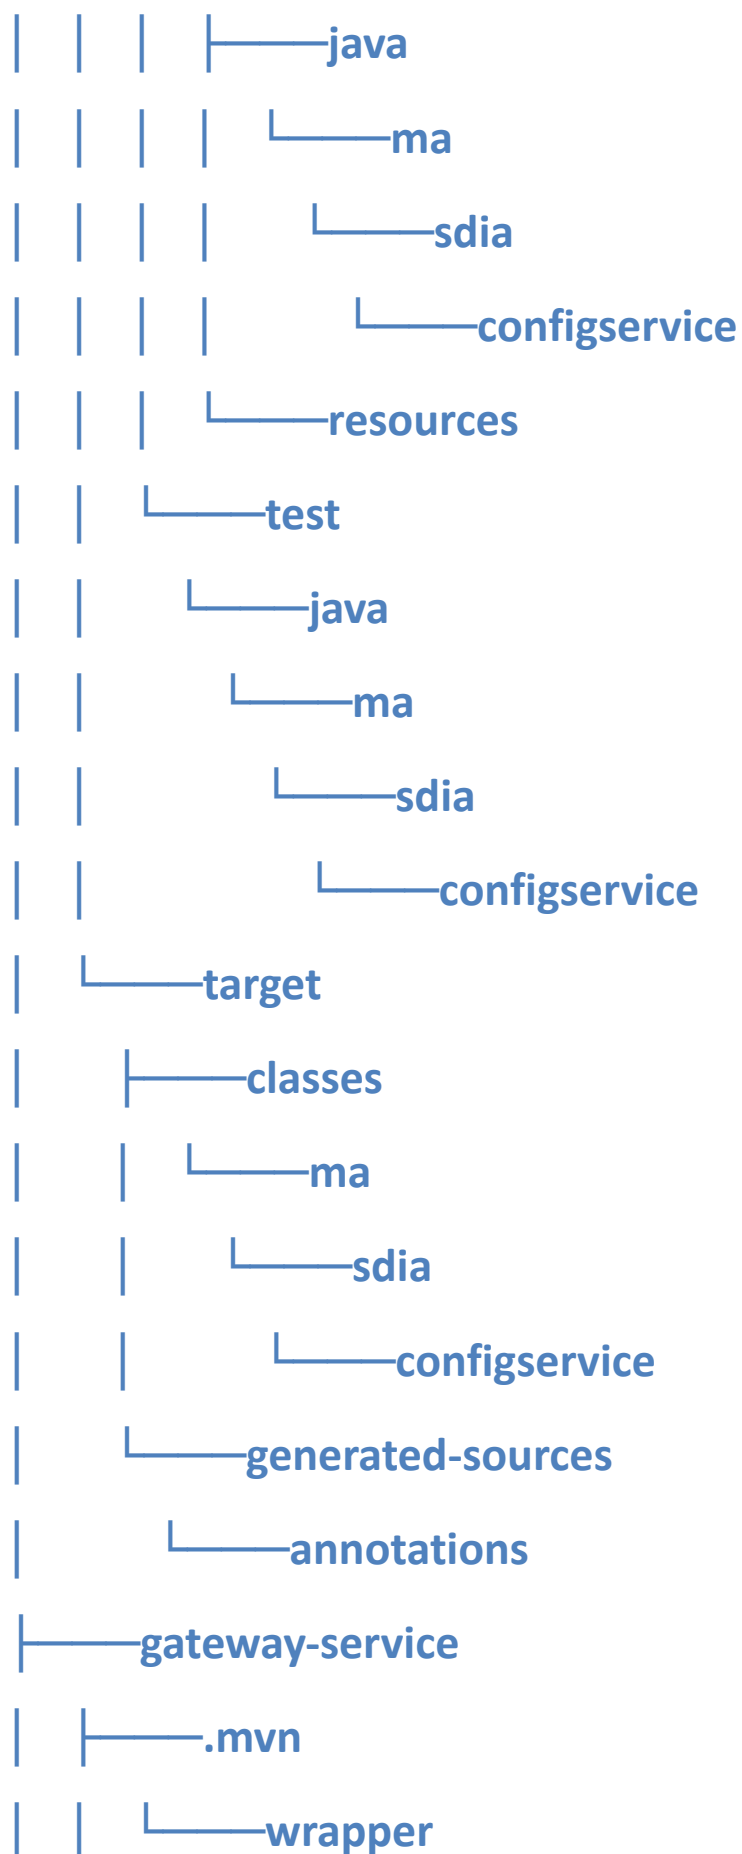 │ │ │ ├───java
│ │ │ │ └───ma
│ │ │ │ └───sdia
│ │ │ │ └───configservice
│ │ │ └───resources
│ │ └───test
│ │ └───java
│ │ └───ma
│ │ └───sdia
│ │ └───configservice
│ └───target
│ ├───classes
│ │ └───ma
│ │ └───sdia
│ │ └───configservice
│ └───generated-sources
│ └───annotations
├───gateway-service
│ ├───.mvn
│ │ └───wrapper